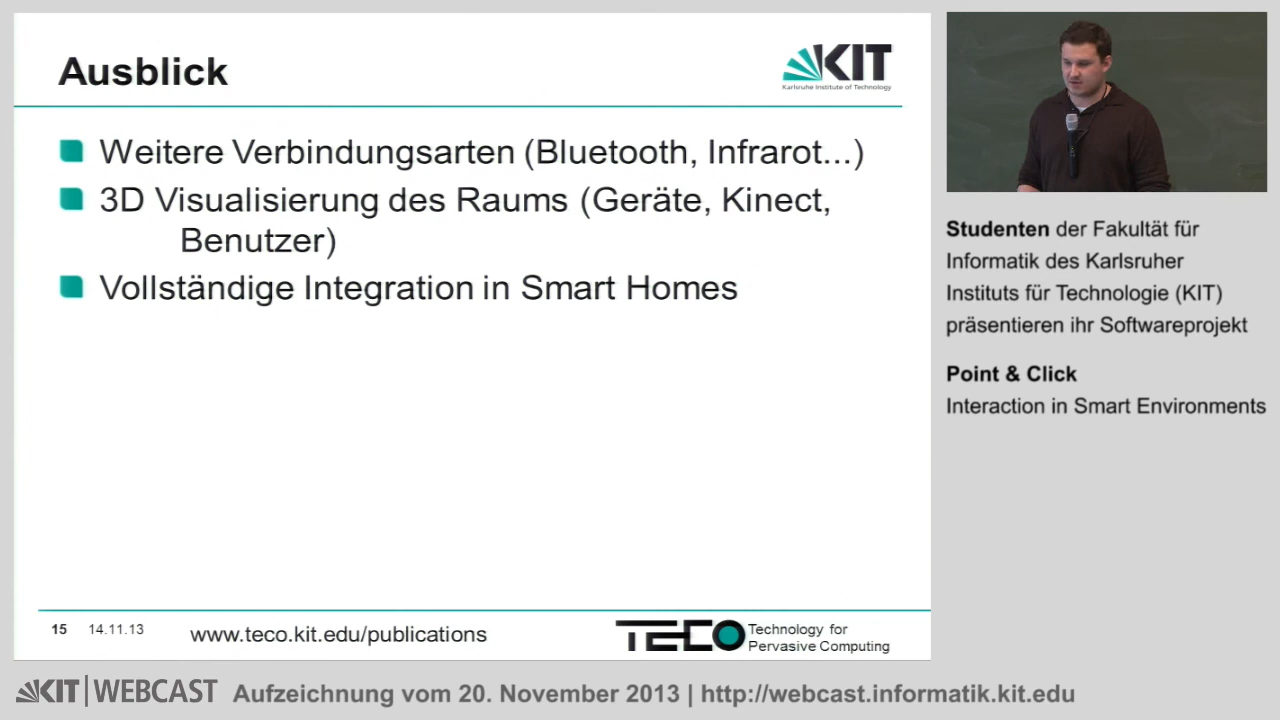 Ausblick
KIT
Karlsruhe Institute of Technology
Weitere Verbindungsarten (Bluetooth, Infrarot...)
3D Visualisierung des Raums (Geräte, Kinect,
Benutzer)
Vollständige Integration in Smart Homes
15 14.11.13 www.teco.kit.edu/publications
TECO Technology for
Pervasive Computing
Studenten der Fakultät für
Informatik des Karlsruher
Instituts für Technologie (KIT)
präsentieren ihr Softwareprojekt
Point & Click
Interaction in Smart Environments
KIT | WEBCAST Aufzeichnung vom 20. November 2013 | http://webcast.informatik.kit.edu